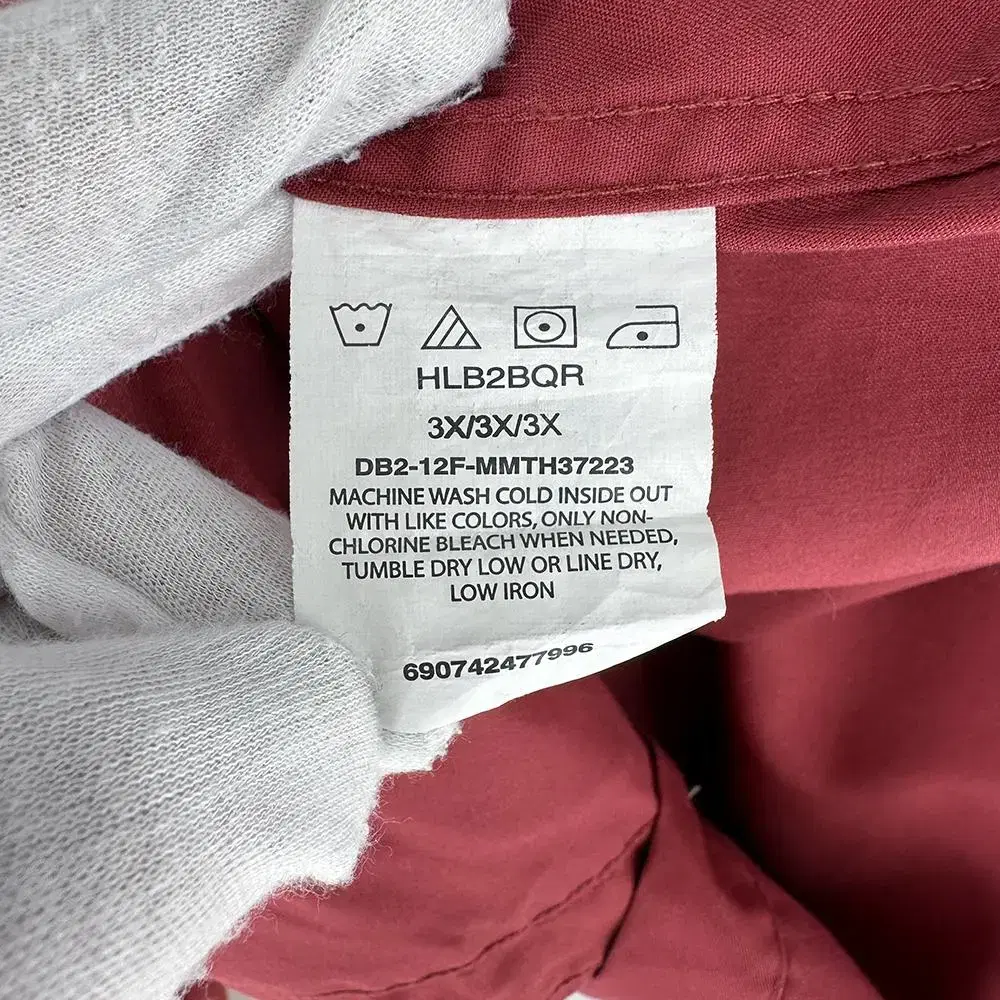 HLB2BQR
3X/3X/3X
DB2-12F-MMTH37223
MACHINE WASH COLD INSIDE OUT
WITH LIKE COLORS, ONLY NON-
CHLORINE BLEACH WHEN NEEDED,
TUMBLE DRY LOW OR LINE DRY,
LOW IRON
690742477996